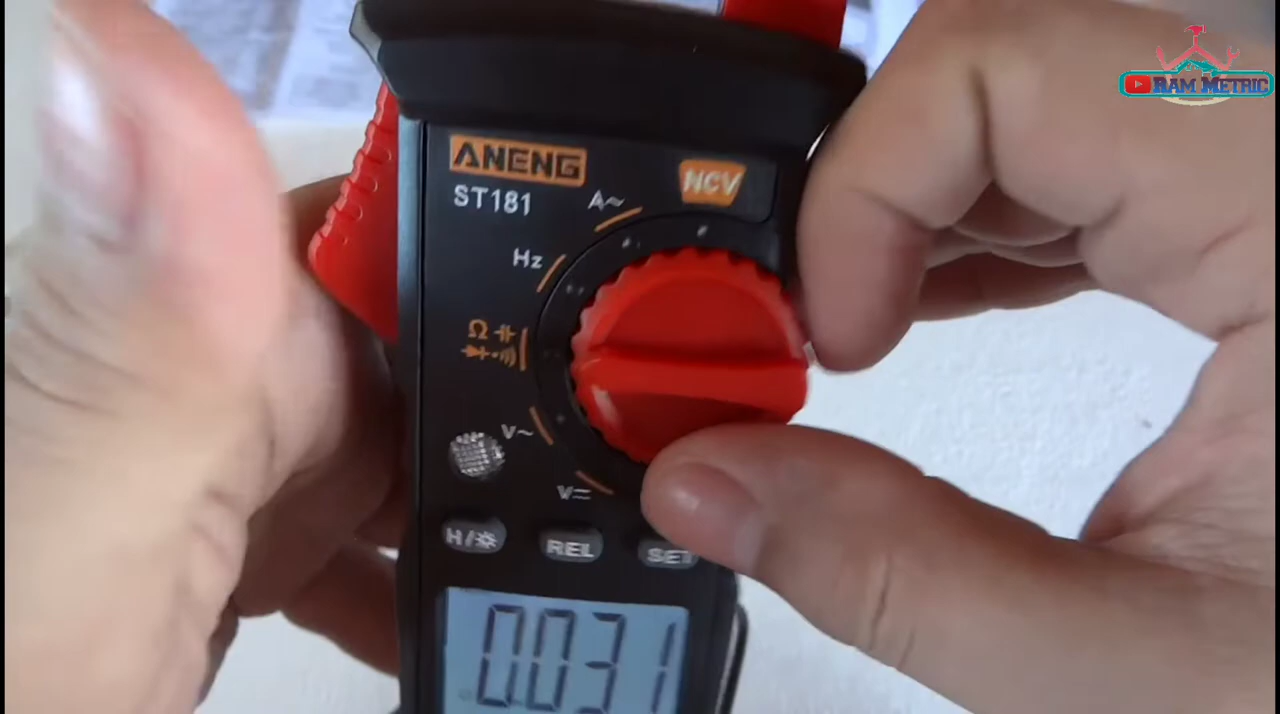 RAM METRIC
ANENG
NCV
ST181
A~
Hz
Ω
V~
V⎓
H/☼
REL
SET
0.031